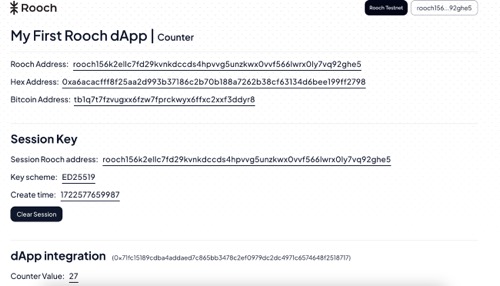 Rooch
Rooch Testnet
rooch156...92ghe5
My First Rooch dApp | Counter
Rooch Address: rooch156k2ellc7fd29kvnkdccds4hpvvg5unzkwx0vvf566lwrx0ly7vq92ghe5
Hex Address: 0xa6acacfff8f25aa2d993b37186c2b70b188a7262b38cf63134d6bee199ff2798
Bitcoin Address: tb1q7t7fzvugxx6fzw7fprckwyx6ffxc2xxf3ddyr8
Session Key
Session Rooch address: rooch156k2ellc7fd29kvnkdccds4hpvvg5unzkwx0vvf566lwrx0ly7vq92ghe5
Key scheme: ED25519
Create time: 1722577659987
Clear Session
dApp integration (0x71fc15189cdba4addaed7c865bb3478c2ef0979dc2dc4971c6574648f2518717)
Counter Value: 27